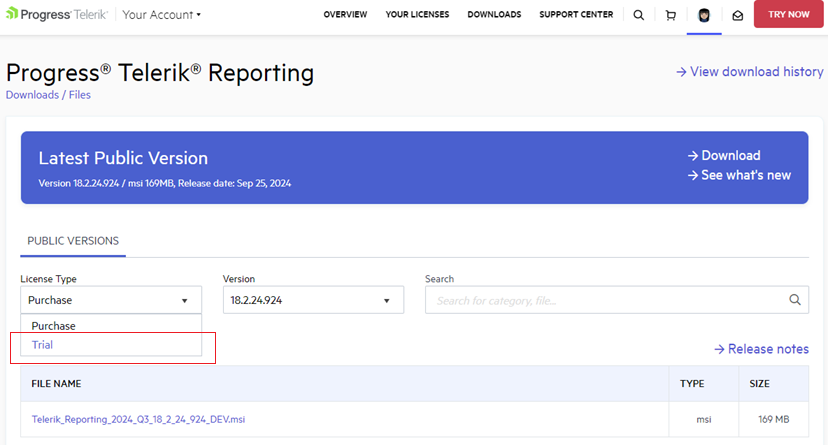 Progress® Telerik® Your Account OVERVIEW YOUR LICENSES DOWNLOADS SUPPORT CENTER TRY NOW
Progress® Telerik® Reporting
View download history
Downloads / Files
Latest Public Version
Download
Version 18.2.24.924 / msi 169MB, Release date: Sep 25, 2024
See what's new
PUBLIC VERSIONS
License Type Version Search
Purchase 18.2.24.924 Search for category, file...
Purchase
Trial
Release notes
FILE NAME TYPE SIZE
Telerik_Reporting_2024_Q3_18_2_24_924_DEV.msi msi 169 MB